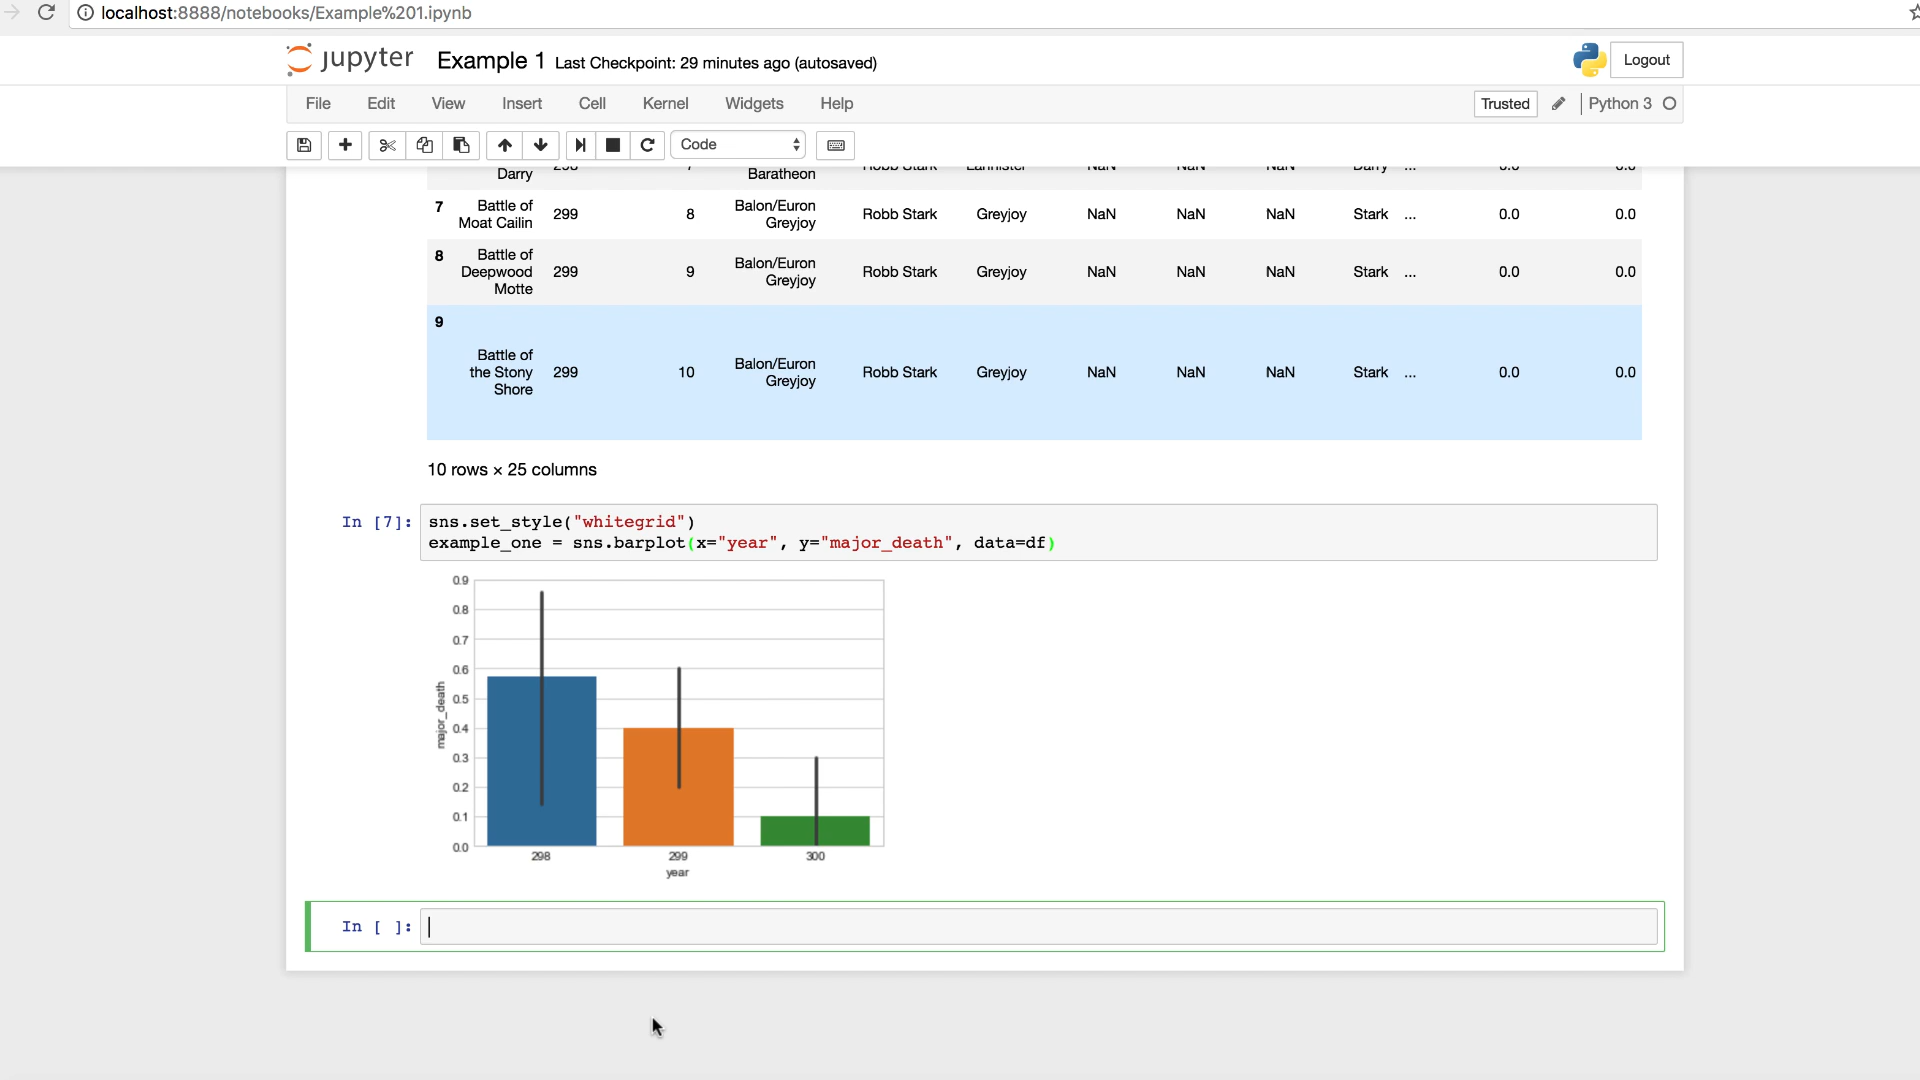 localhost:8888/notebooks/Example%201.ipynb
jupyter Example 1 Last Checkpoint: 29 minutes ago (autosaved) Logout
File Edit View Insert Cell Kernel Widgets Help Trusted Python 3
Code
Darry Baratheon
7 Battle of Moat Cailin 299 8 Balon/Euron Greyjoy Robb Stark Greyjoy NaN NaN NaN Stark ... 0.0 0.0
8 Battle of Deepwood Motte 299 9 Balon/Euron Greyjoy Robb Stark Greyjoy NaN NaN NaN Stark ... 0.0 0.0
9 Battle of the Stony Shore 299 10 Balon/Euron Greyjoy Robb Stark Greyjoy NaN NaN NaN Stark ... 0.0 0.0
10 rows × 25 columns
In [7]: sns.set_style("whitegrid")
example_one = sns.barplot(x="year", y="major_death", data=df)
0.9
0.8
0.7
0.6
0.5
0.4
0.3
0.2
0.1
0.0
major_death
298 299 300
year
In [ ]: